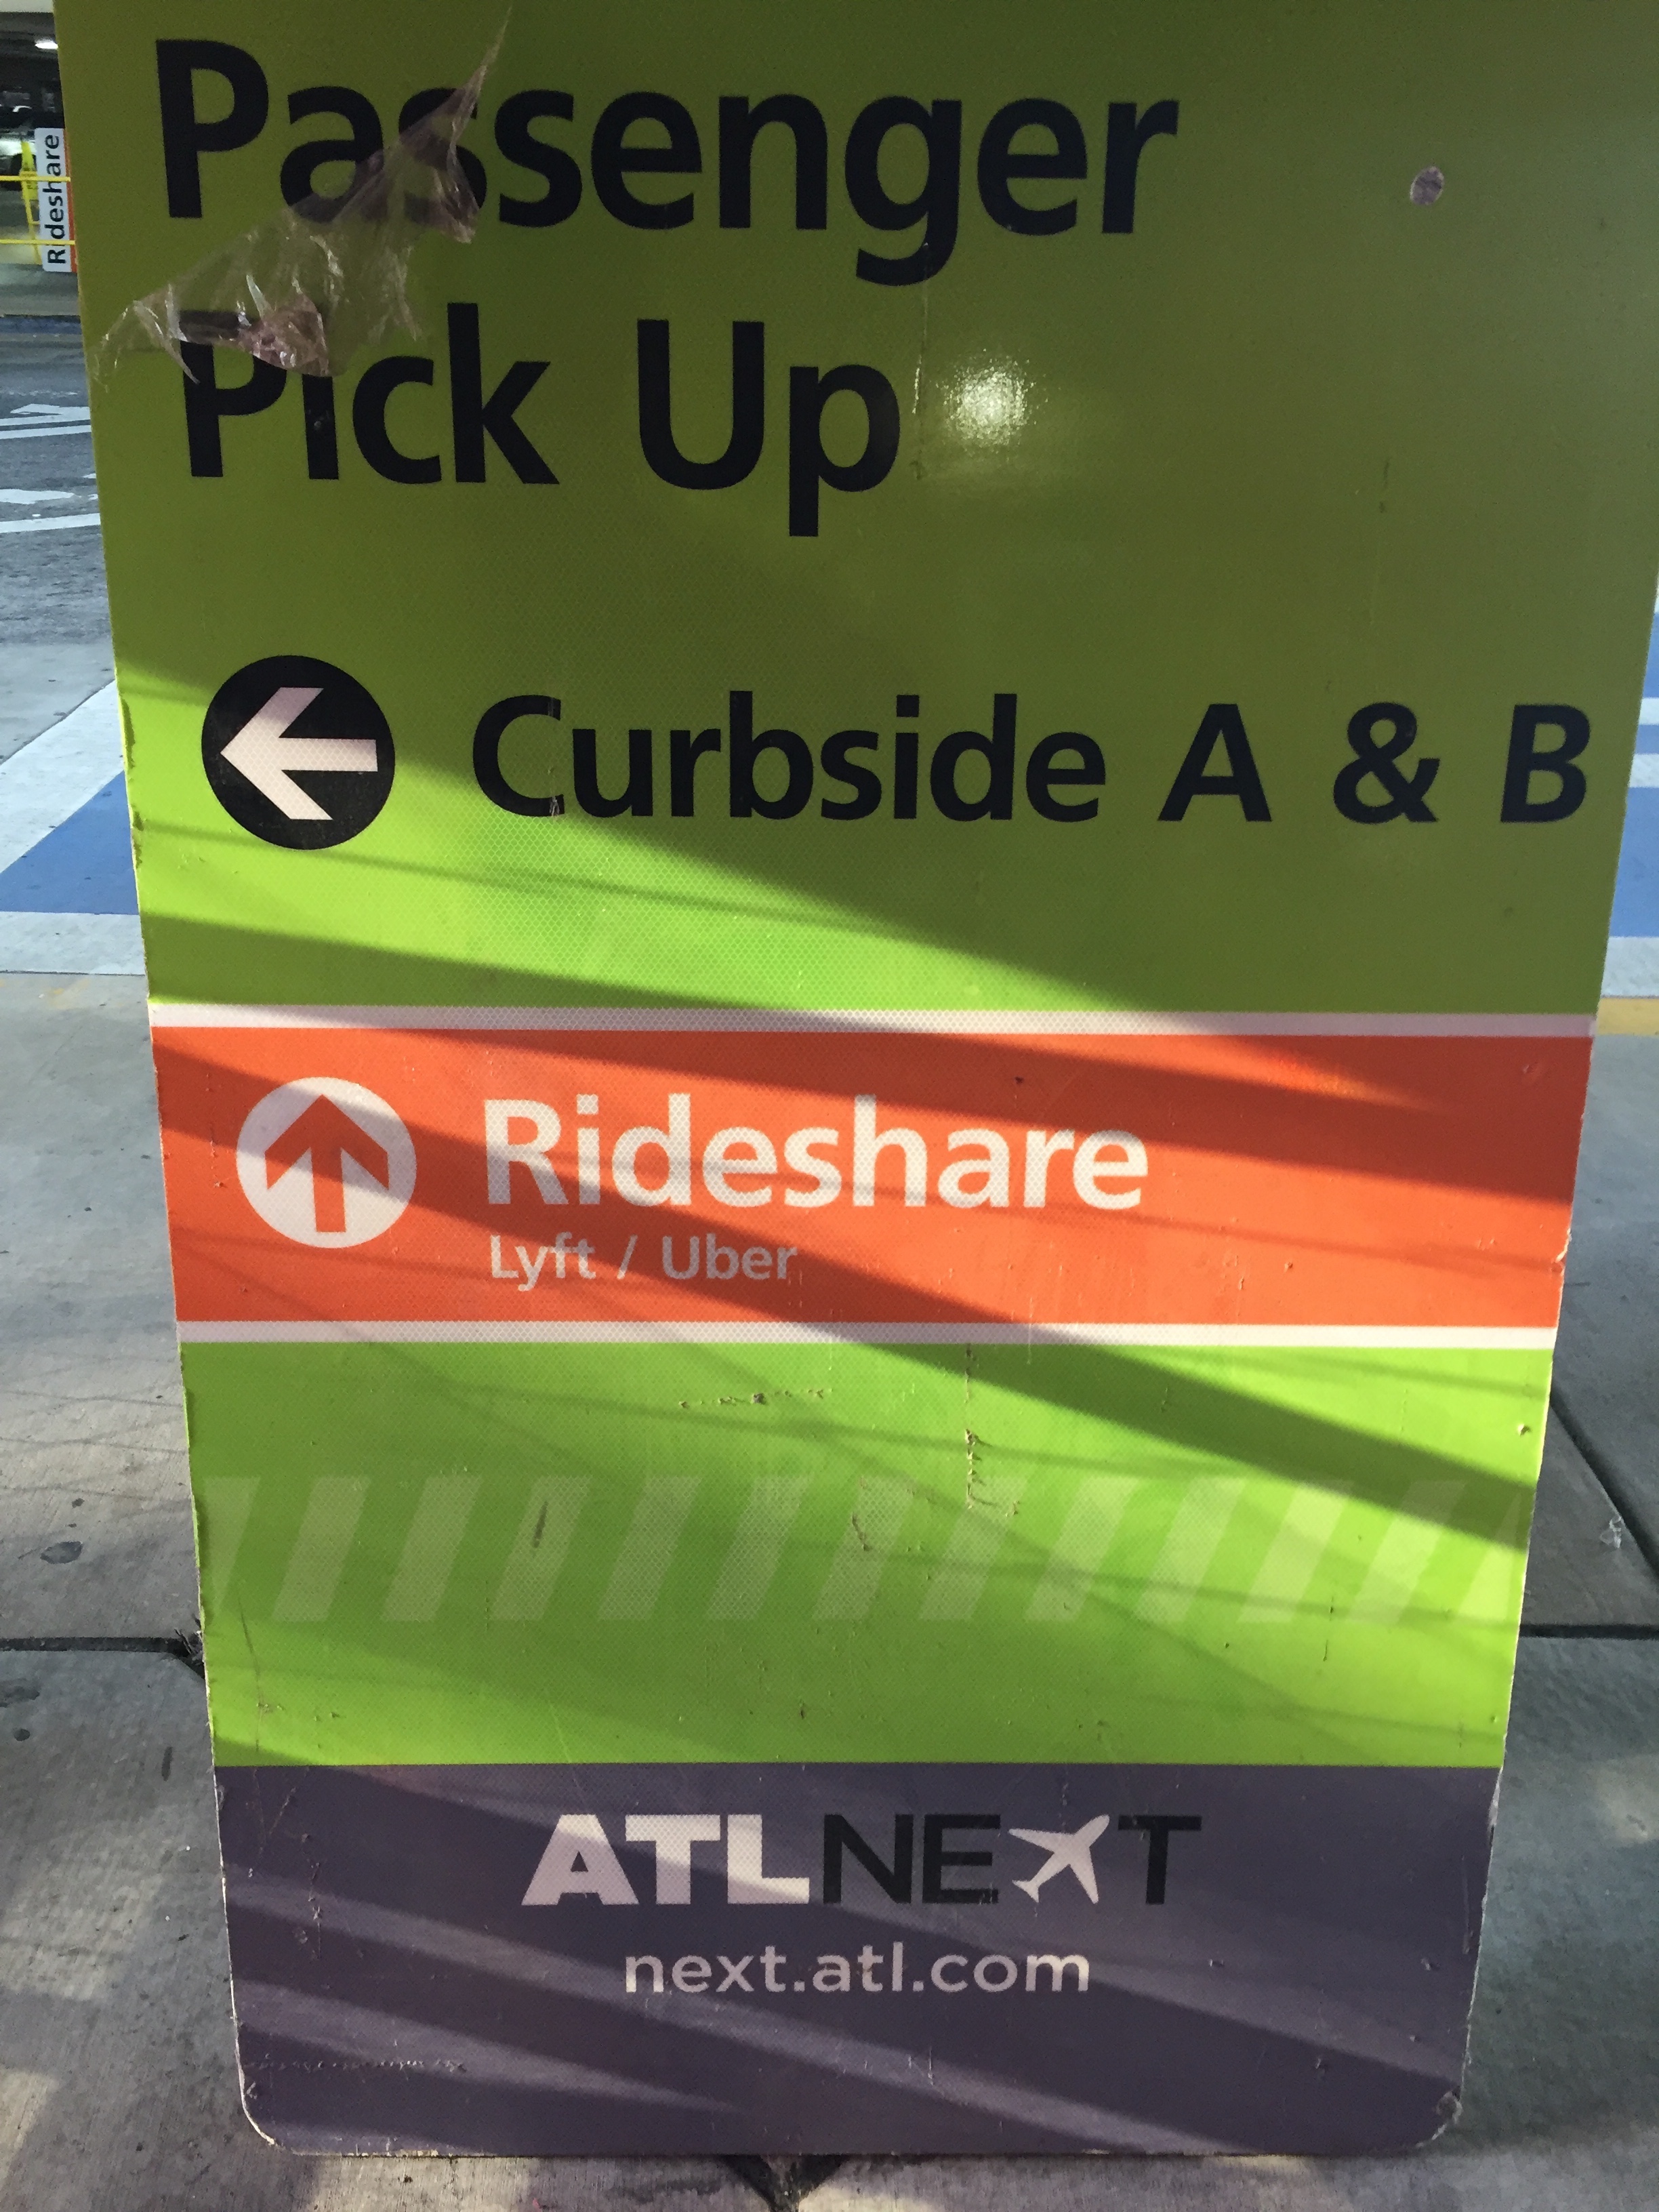 Rideshare
Passenger
Pick Up
Curbside A & B
Rideshare
Lyft / Uber
ATLNEXT
next.atl.com